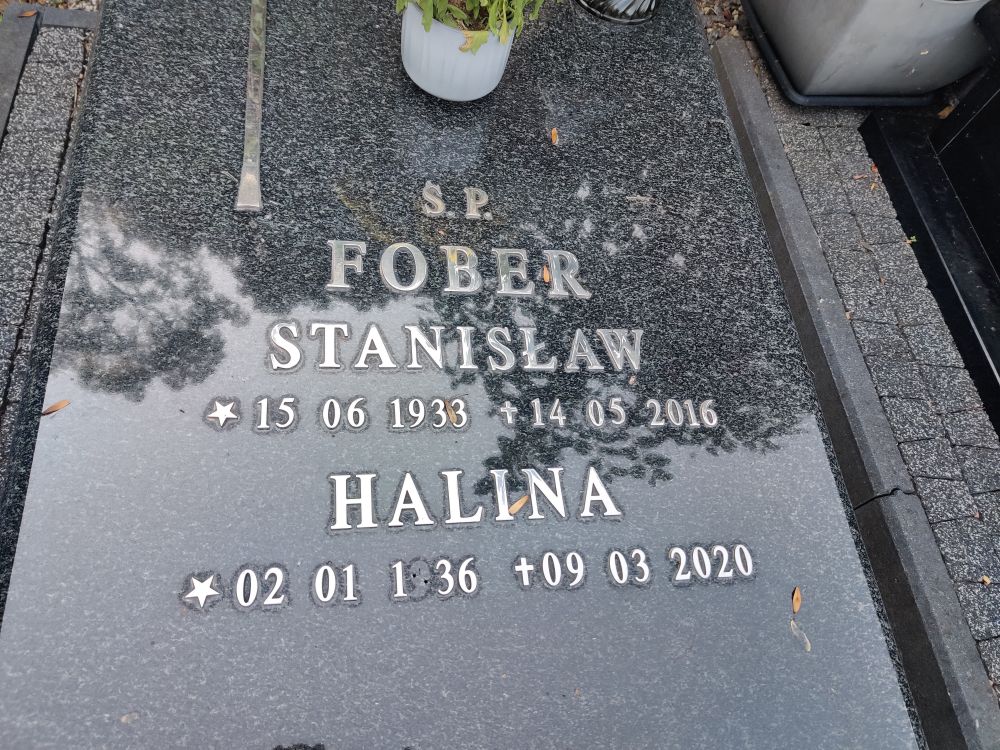 Ś.P.
FOBER
STANISŁAW
★ 15 06 1933 ✝ 14 05 2016
HALINA
★ 02 01 1936 ✝ 09 03 2020